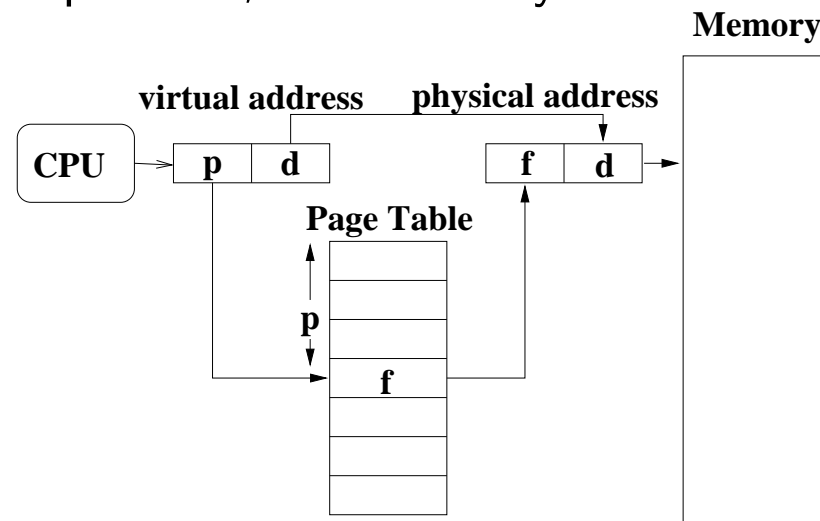 Memory
virtual address
physical address
CPU
p
d
f
d
Page Table
p
f